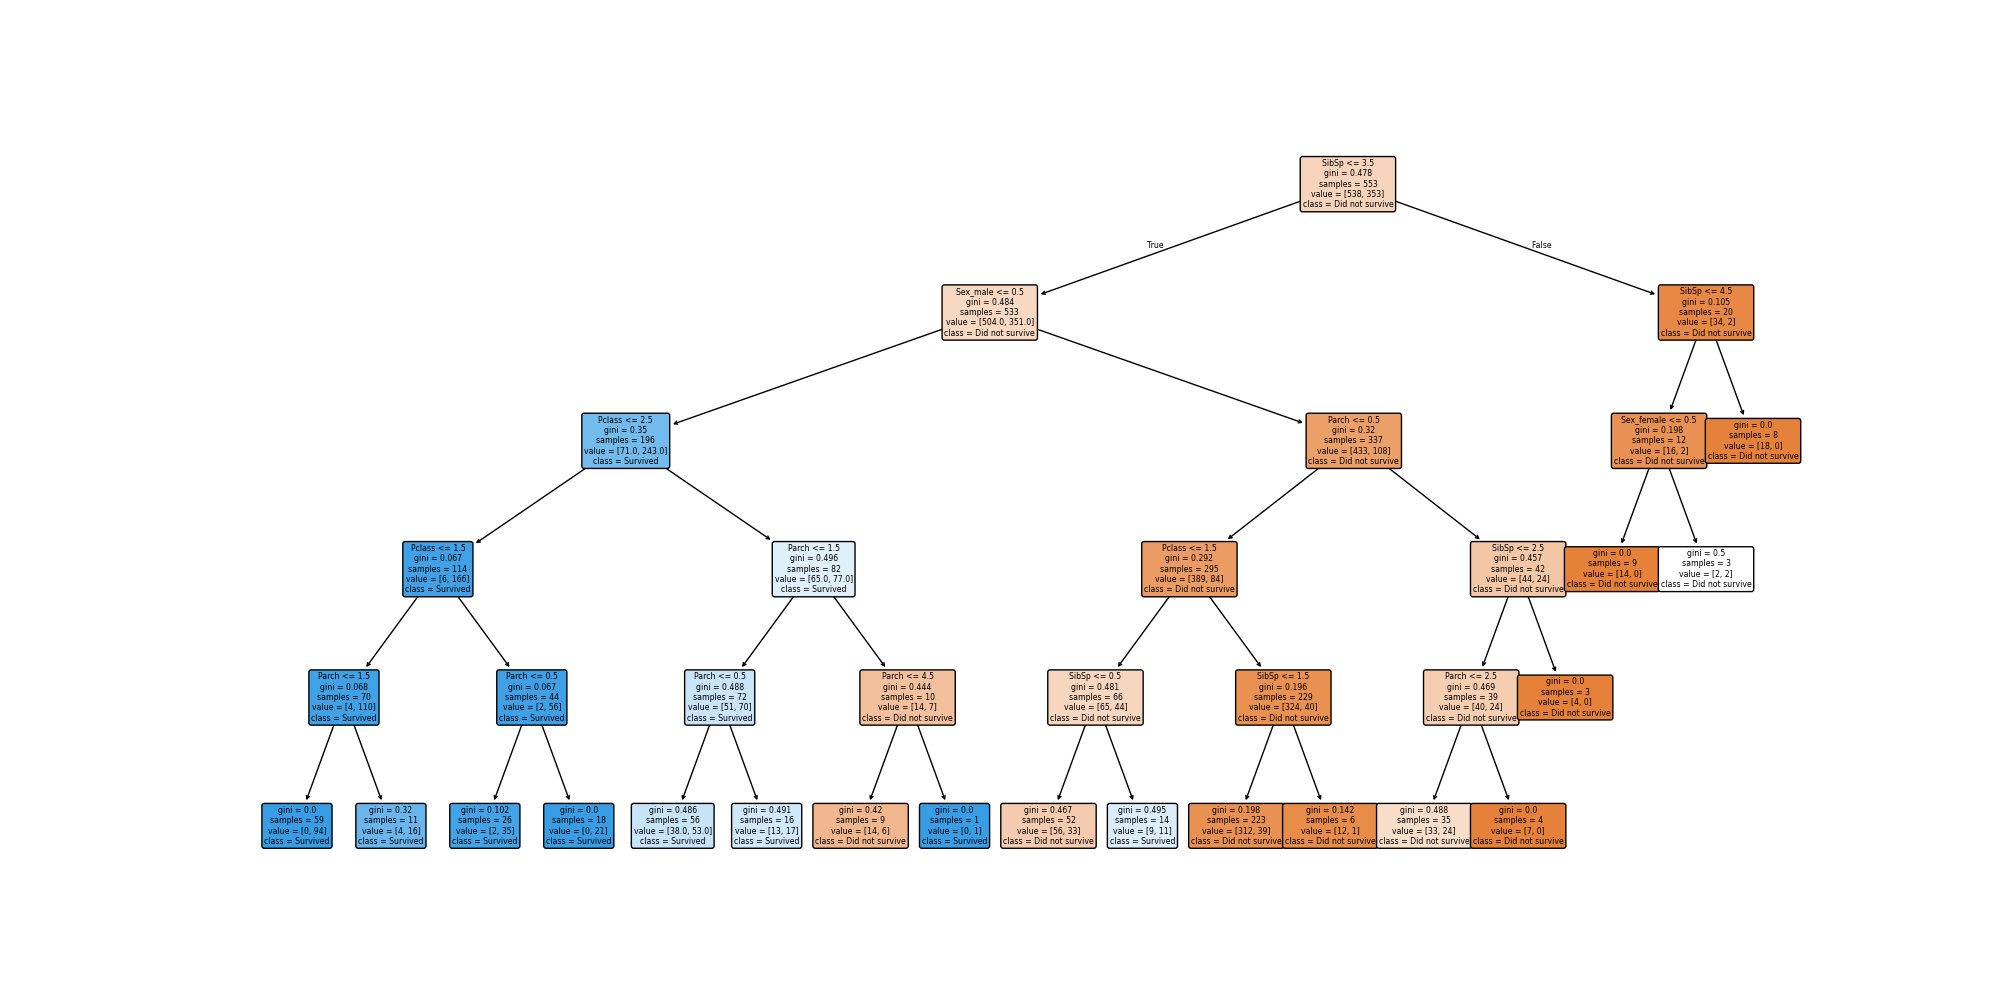 SibSp <= 3.5
gini = 0.478
samples = 553
value = [538, 353]
class = Did not survive
True
False
Sex_male <= 0.5
gini = 0.484
samples = 533
value = [504.0, 351.0]
class = Did not survive
SibSp <= 4.5
gini = 0.105
samples = 20
value = [34, 2]
class = Did not survive
Pclass <= 2.5
gini = 0.35
samples = 196
value = [71.0, 243.0]
class = Survived
Parch <= 0.5
gini = 0.32
samples = 337
value = [433, 108]
class = Did not survive
Sex_female <= 0.5
gini = 0.198
samples = 12
value = [16, 2]
class = Did not survive
gini = 0.0
samples = 8
value = [18, 0]
class = Did not survive
Pclass <= 1.5
gini = 0.067
samples = 114
value = [6, 166]
class = Survived
Parch <= 1.5
gini = 0.496
samples = 82
value = [65.0, 77.0]
class = Survived
Pclass <= 1.5
gini = 0.292
samples = 295
value = [389, 84]
class = Did not survive
SibSp <= 2.5
gini = 0.457
samples = 42
value = [44, 24]
class = Did not survive
gini = 0.0
samples = 9
value = [14, 0]
class = Did not survive
gini = 0.5
samples = 3
value = [2, 2]
class = Did not survive
Parch <= 1.5
gini = 0.068
samples = 70
value = [4, 110]
class = Survived
Parch <= 0.5
gini = 0.067
samples = 44
value = [2, 56]
class = Survived
Parch <= 0.5
gini = 0.488
samples = 72
value = [51, 70]
class = Survived
Parch <= 4.5
gini = 0.444
samples = 10
value = [14, 7]
class = Did not survive
SibSp <= 0.5
gini = 0.481
samples = 66
value = [65, 44]
class = Did not survive
SibSp <= 1.5
gini = 0.196
samples = 229
value = [324, 40]
class = Did not survive
Parch <= 2.5
gini = 0.469
samples = 39
value = [40, 24]
class = Did not survive
gini = 0.0
samples = 3
value = [4, 0]
class = Did not survive
gini = 0.0
samples = 59
value = [0, 94]
class = Survived
gini = 0.32
samples = 11
value = [4, 16]
class = Survived
gini = 0.102
samples = 26
value = [2, 35]
class = Survived
gini = 0.0
samples = 18
value = [0, 21]
class = Survived
gini = 0.486
samples = 56
value = [38.0, 53.0]
class = Survived
gini = 0.491
samples = 16
value = [13, 17]
class = Survived
gini = 0.42
samples = 9
value = [14, 6]
class = Did not survive
gini = 0.0
samples = 1
value = [0, 1]
class = Survived
gini = 0.467
samples = 52
value = [56, 33]
class = Did not survive
gini = 0.495
samples = 14
value = [9, 11]
class = Survived
gini = 0.198
samples = 223
value = [312, 39]
class = Did not survive
gini = 0.142
samples = 6
value = [12, 1]
class = Did not survive
gini = 0.488
samples = 35
value = [33, 24]
class = Did not survive
gini = 0.0
samples = 4
value = [7, 0]
class = Did not survive